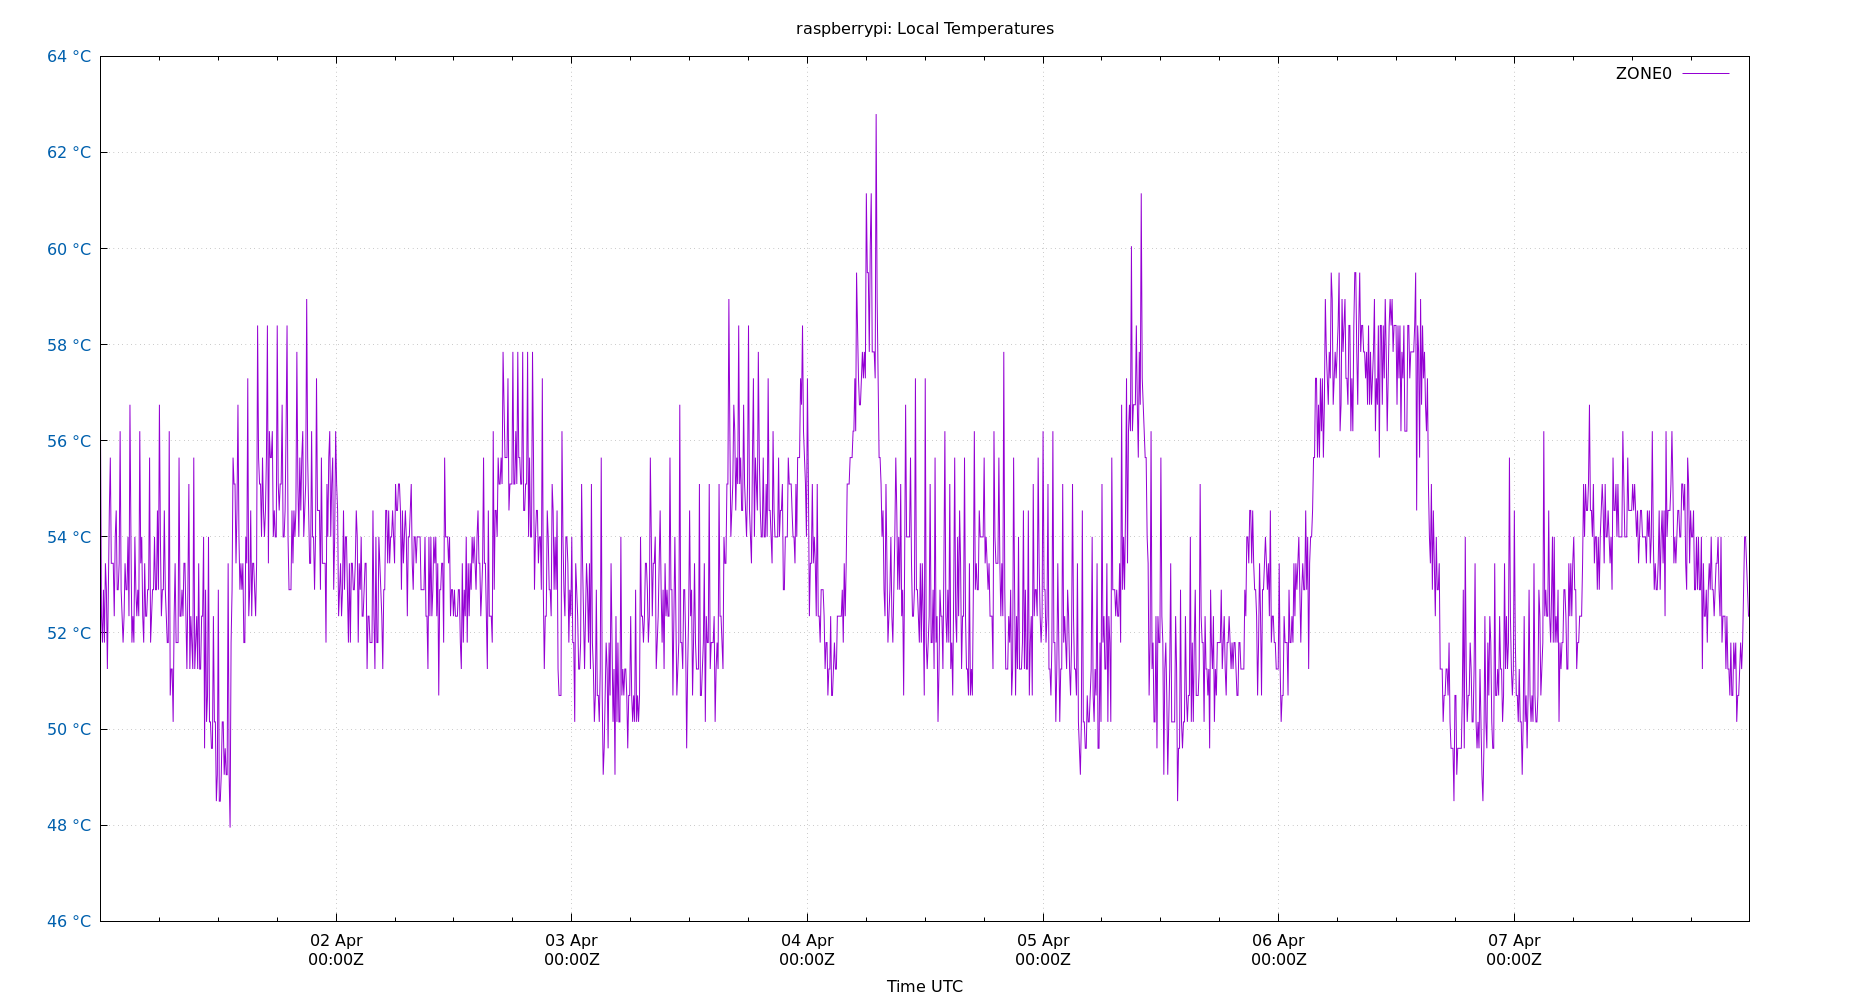 raspberrypi: Local Temperatures
64 °C
62 °C
60 °C
58 °C
56 °C
54 °C
52 °C
50 °C
48 °C
46 °C
ZONE0
02 Apr
00:00Z
03 Apr
00:00Z
04 Apr
00:00Z
05 Apr
00:00Z
06 Apr
00:00Z
07 Apr
00:00Z
Time UTC